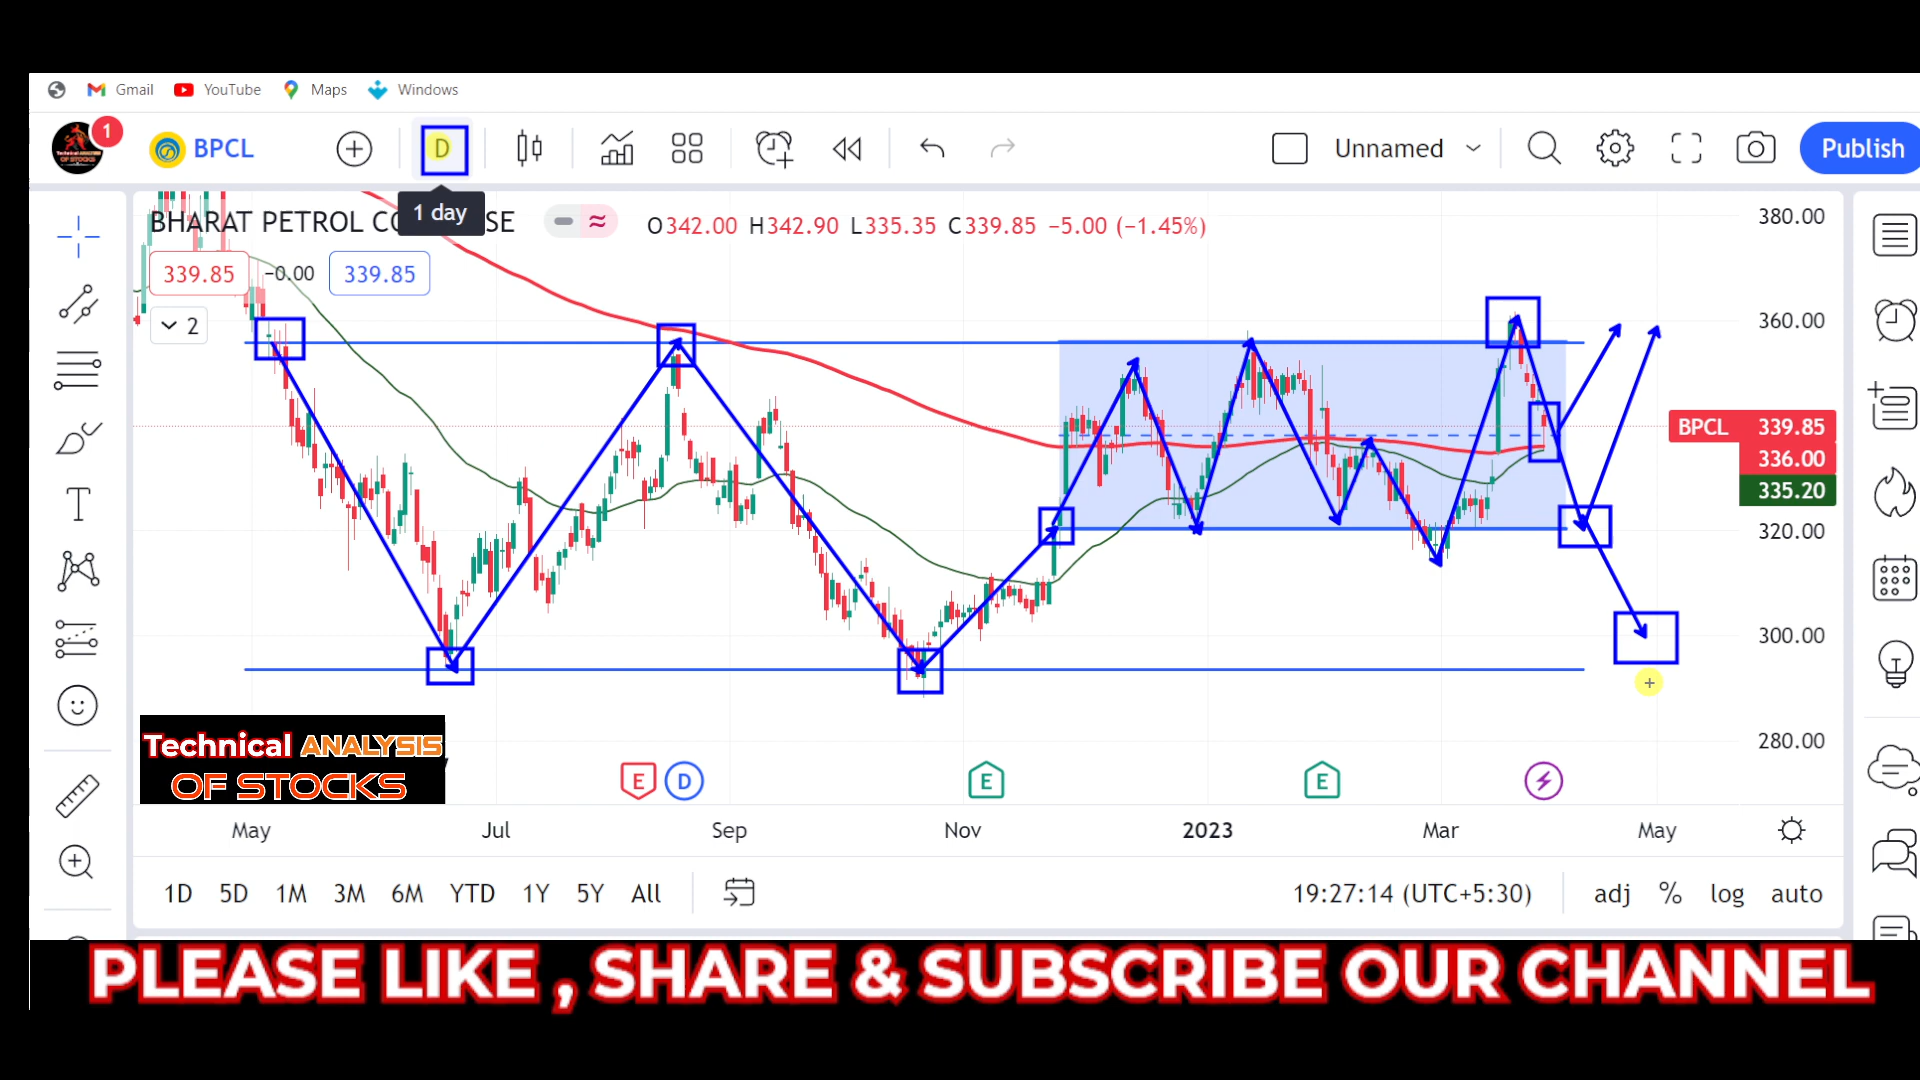 Gmail YouTube Maps Windows
1 BPCL D Unnamed Publish
1 day
BHARAT PETROL CO SE O342.00 H342.90 L335.35 C339.85 −5.00 (−1.45%)
339.85 −0.00 339.85
2
380.00
360.00
BPCL 339.85
336.00
335.20
320.00
300.00
280.00
Technical ANALYSIS
OF STOCKS
E D E E
May Jul Sep Nov 2023 Mar May
1D 5D 1M 3M 6M YTD 1Y 5Y All 19:27:14 (UTC+5:30) adj % log auto
PLEASE LIKE , SHARE & SUBSCRIBE OUR CHANNEL